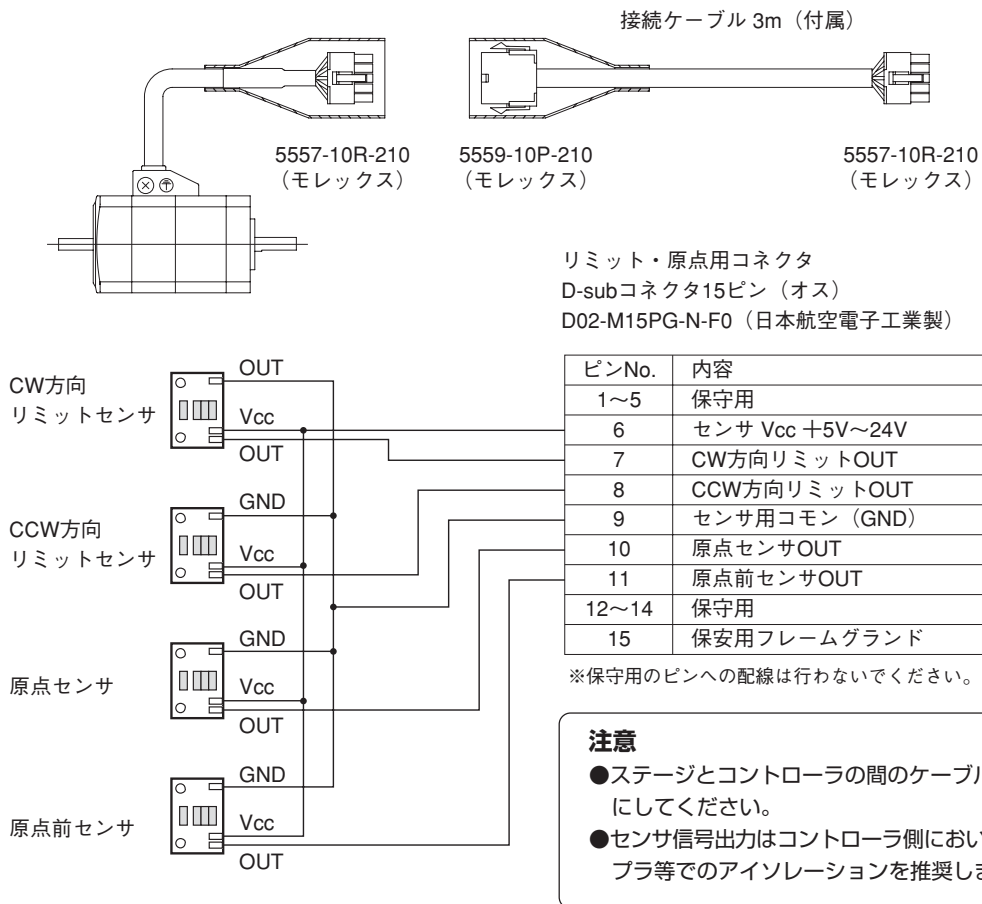 接続ケーブル 3m（付属）
5557-10R-210
（モレックス）
5559-10P-210
（モレックス）
5557-10R-210
（モレックス）
リミット・原点用コネクタ
D-subコネクタ15ピン（オス）
D02-M15PG-N-F0（日本航空電子工業製）
CW方向
リミットセンサ
OUT
Vcc
OUT
CCW方向
リミットセンサ
GND
Vcc
OUT
原点センサ
GND
Vcc
OUT
原点前センサ
GND
Vcc
OUT
ピンNo. 内容
1～5 保守用
6 センサ Vcc ＋5V～24V
7 CW方向リミットOUT
8 CCW方向リミットOUT
9 センサ用コモン（GND）
10 原点センサOUT
11 原点前センサOUT
12～14 保守用
15 保安用フレームグランド
※保守用のピンへの配線は行わないでください。
注意
●ステージとコントローラの間のケーブル
にしてください。
●センサ信号出力はコントローラ側におい
プラ等でのアイソレーションを推奨しま